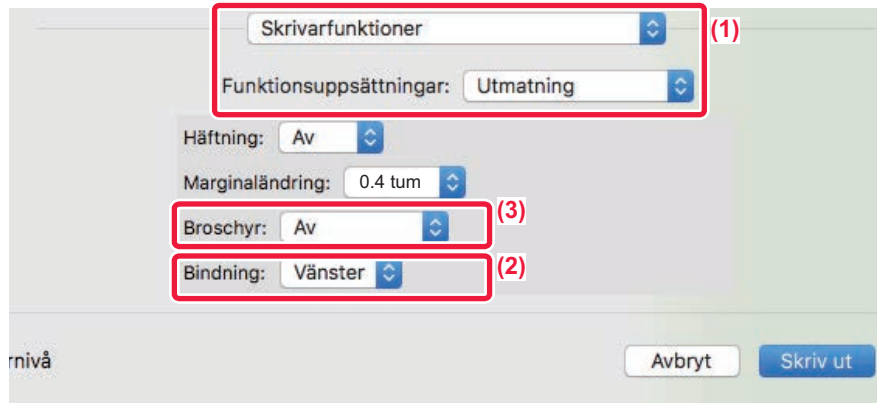 Skrivarfunktioner
(1)
Funktionsuppsättningar: Utmatning
Häftning: Av
Marginaländring: 0.4 tum
(3)
Broschyr: Av
Bindning: Vänster (2)
rnivå Avbryt Skriv ut